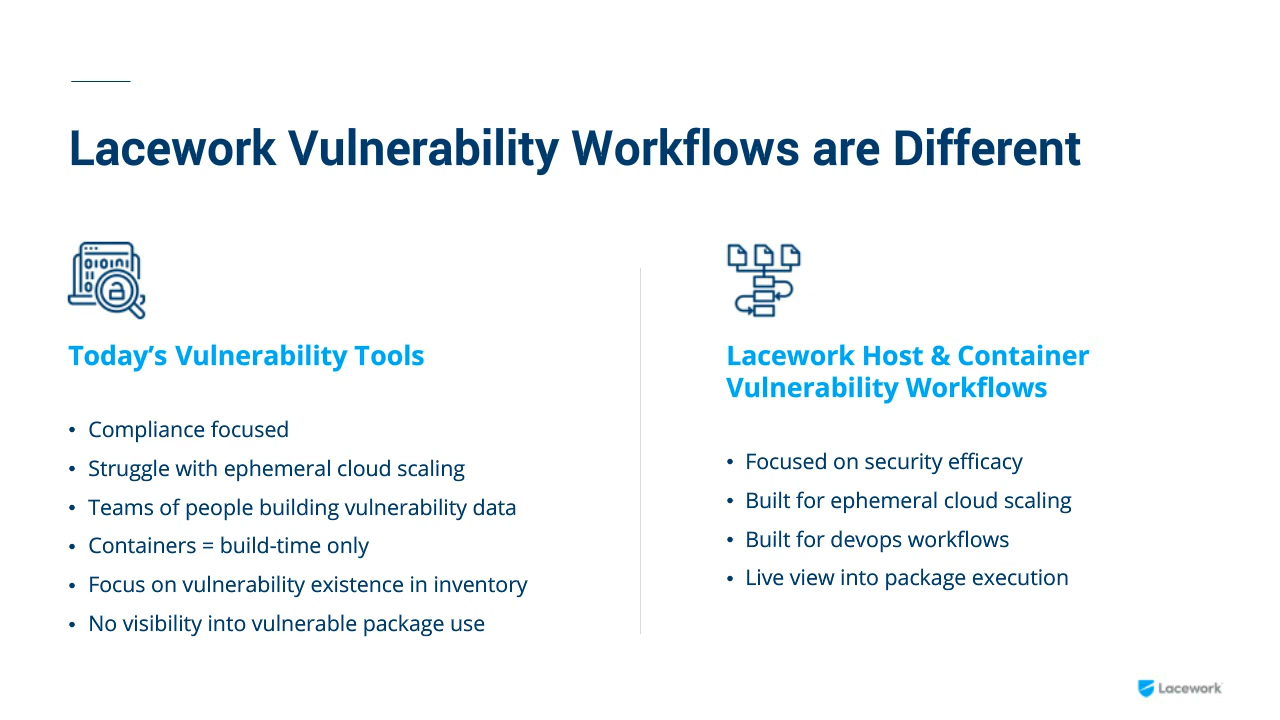 Lacework Vulnerability Workflows are Different
Today’s Vulnerability Tools
• Compliance focused
• Struggle with ephemeral cloud scaling
• Teams of people building vulnerability data
• Containers = build-time only
• Focus on vulnerability existence in inventory
• No visibility into vulnerable package use
Lacework Host & Container
Vulnerability Workflows
• Focused on security efficacy
• Built for ephemeral cloud scaling
• Built for devops workflows
• Live view into package execution
Lacework